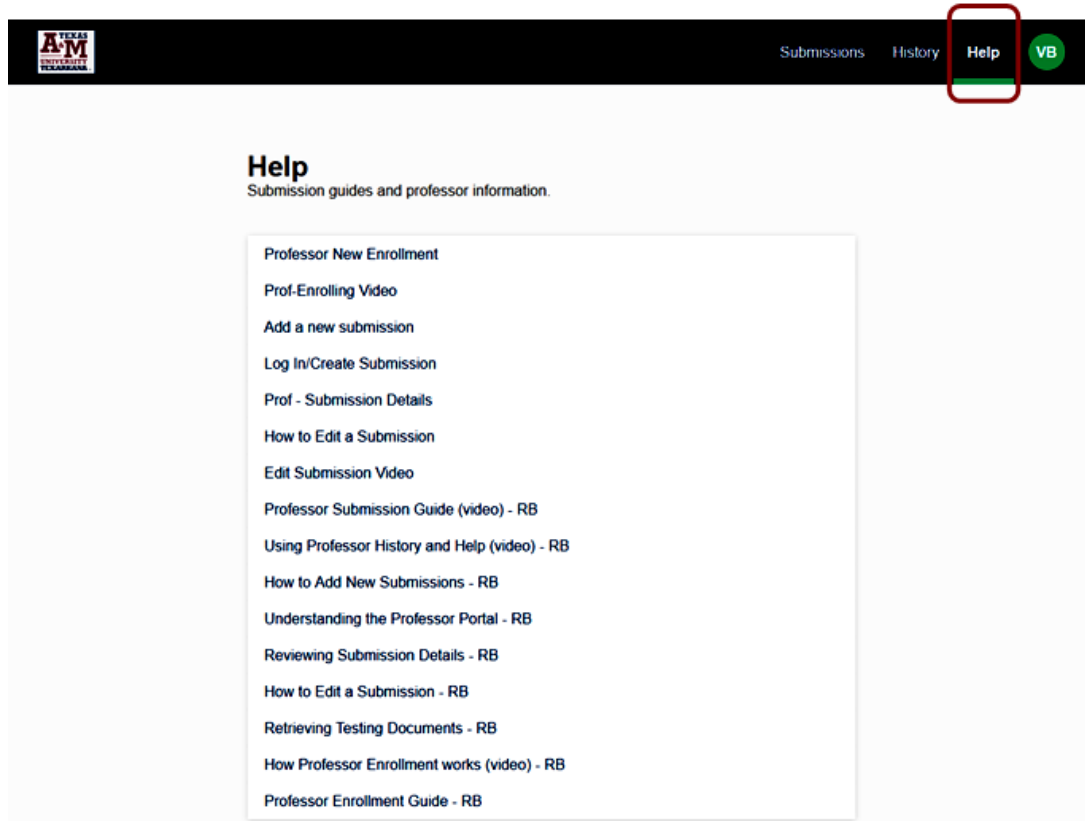 TEXAS
A&M
UNIVERSITY
Submissions
History
Help
VB
Help
Submission guides and professor information.
Professor New Enrollment
Prof-Enrolling Video
Add a new submission
Log In/Create Submission
Prof - Submission Details
How to Edit a Submission
Edit Submission Video
Professor Submission Guide (video) - RB
Using Professor History and Help (video) - RB
How to Add New Submissions - RB
Understanding the Professor Portal - RB
Reviewing Submission Details - RB
How to Edit a Submission - RB
Retrieving Testing Documents - RB
How Professor Enrollment works (video) - RB
Professor Enrollment Guide - RB